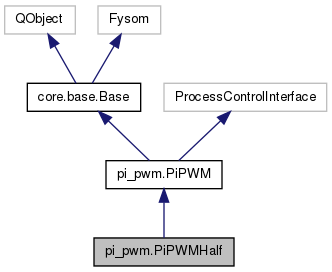 QObject
Fysom
core.base.Base
ProcessControlInterface
pi_pwm.PiPWM
pi_pwm.PiPWMHalf